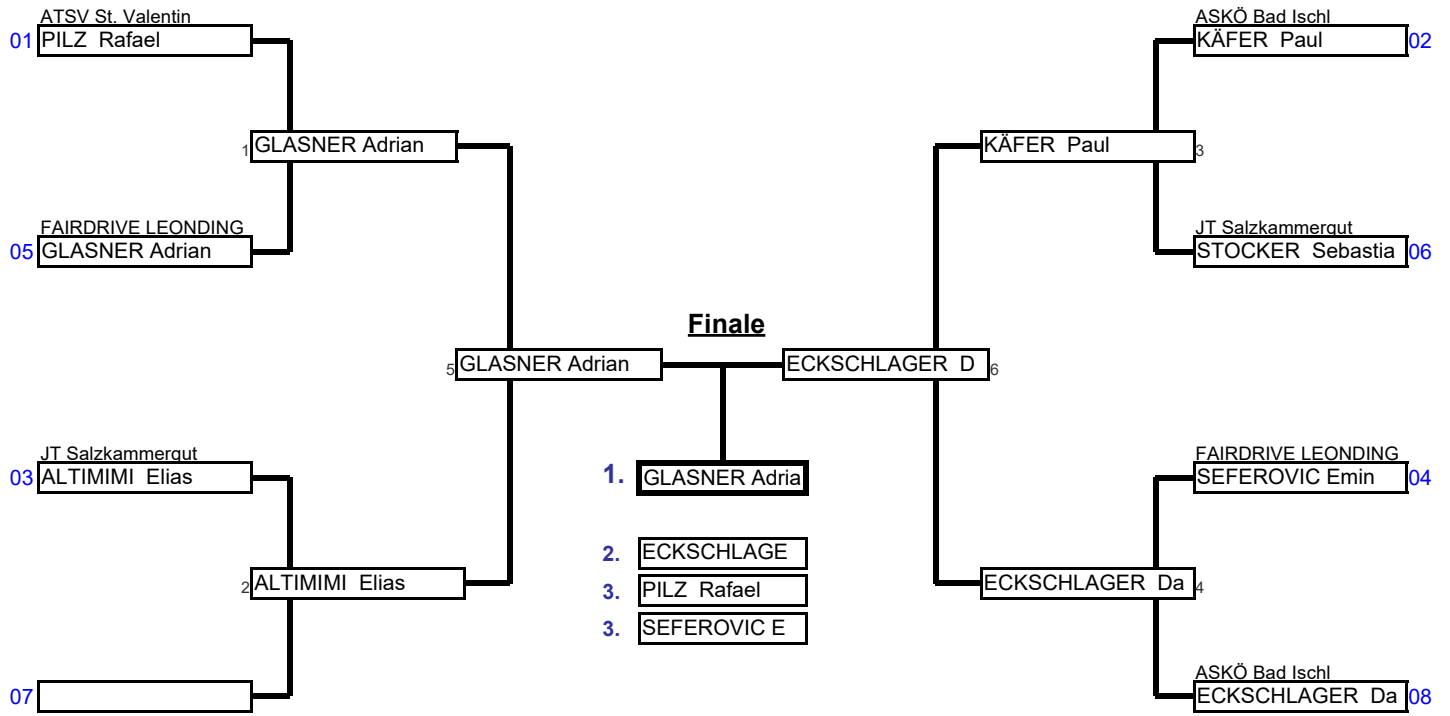 ATSV St. Valentin
01 PILZ Rafael
1 GLASNER Adrian
FAIRDRIVE LEONDING
05 GLASNER Adrian
5 GLASNER Adrian
JT Salzkammergut
03 ALTIMIMI Elias
2 ALTIMIMI Elias
07
Finale
1. GLASNER Adria
2. ECKSCHLAGE
3. PILZ Rafael
3. SEFEROVIC E
ASKÖ Bad Ischl
KÄFER Paul 02
KÄFER Paul 3
JT Salzkammergut
STOCKER Sebastia 06
ECKSCHLAGER D 6
FAIRDRIVE LEONDING
SEFEROVIC Emin 04
ECKSCHLAGER Da 4
ASKÖ Bad Ischl
ECKSCHLAGER Da 08